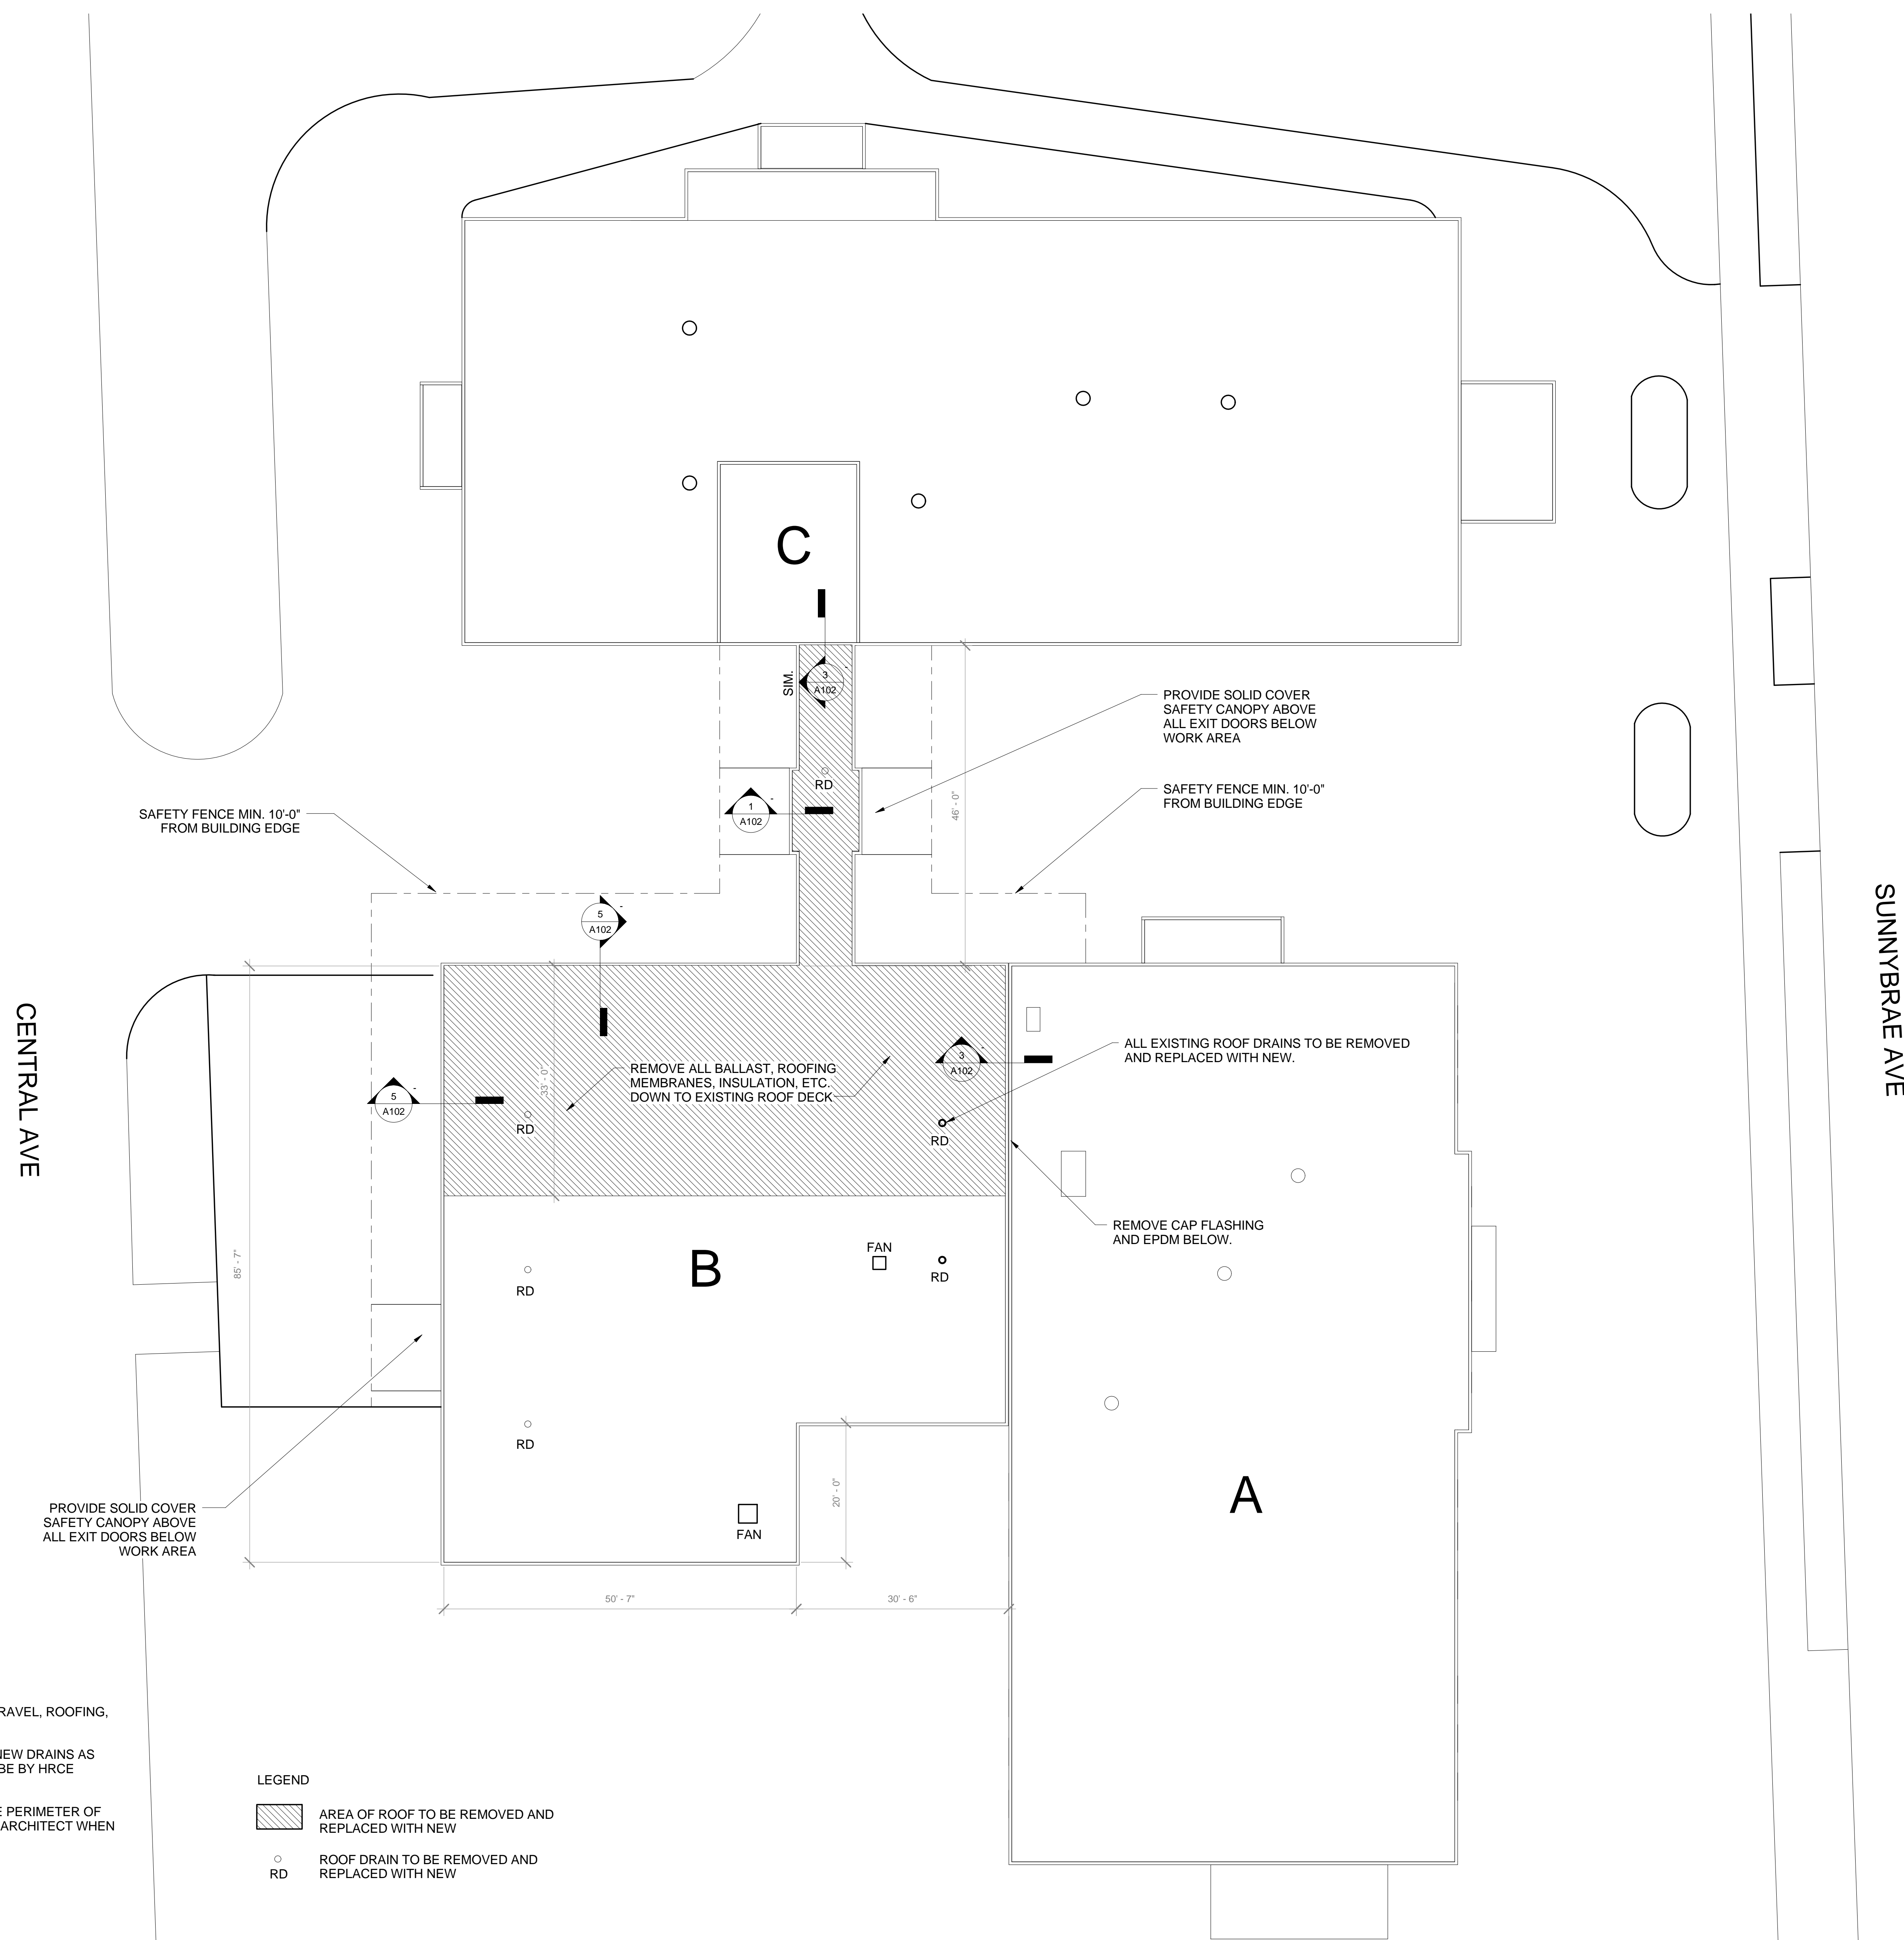 C
SIM.
3
A102
-
RD
1
A102
-
46' - 0"
PROVIDE SOLID COVER
SAFETY CANOPY ABOVE
ALL EXIT DOORS BELOW
WORK AREA
SAFETY FENCE MIN. 10'-0"
FROM BUILDING EDGE
SAFETY FENCE MIN. 10'-0"
FROM BUILDING EDGE
5
A102
-
SUNNYBRAE AVE
CENTRAL AVE
33' - 0"
REMOVE ALL BALLAST, ROOFING
MEMBRANES, INSULATION, ETC.
DOWN TO EXISTING ROOF DECK
3
A102
-
ALL EXISTING ROOF DRAINS TO BE REMOVED
AND REPLACED WITH NEW.
5
A102
-
RD
RD
REMOVE CAP FLASHING
AND EPDM BELOW.
85' - 7"
B
FAN
RD
RD
RD
20' - 0"
A
FAN
PROVIDE SOLID COVER
SAFETY CANOPY ABOVE
ALL EXIT DOORS BELOW
WORK AREA
50' - 7"
30' - 6"
RAVEL, ROOFING,
NEW DRAINS AS
BE BY HRCE
E PERIMETER OF
ARCHITECT WHEN
LEGEND
AREA OF ROOF TO BE REMOVED AND
REPLACED WITH NEW
RD
ROOF DRAIN TO BE REMOVED AND
REPLACED WITH NEW